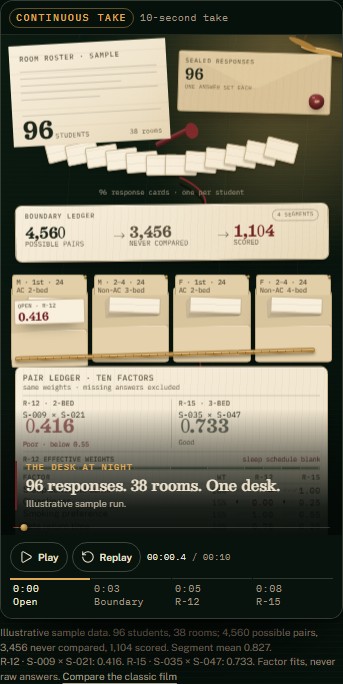 CONTINUOUS TAKE
10-second take
ROOM ROSTER · SAMPLE
96 STUDENTS
38 rooms
SEALED RESPONSES
96
ONE ANSWER SET EACH
96 response cards · one per student
BOUNDARY LEDGER
4 SEGMENTS
4,560 → 3,456 → 1,104
POSSIBLE PAIRS NEVER COMPARED SCORED
M · 1st · 24
AC 2-bed
M · 2-4 · 24
Non-AC 3-bed
F · 1st · 24
AC 2-bed
F · 2-4 · 24
Non-AC 4-bed
OPEN · R-12
0.416
PAIR LEDGER · TEN FACTORS
same weights · missing answers excluded
R-12 · 2-BED
S-009 × S-021
0.416
Poor · below 0.55
R-15 · 3-BED
S-035 × S-047
0.733
Good
R-12 EFFECTIVE WEIGHTS
sleep schedule blank
THE DESK AT NIGHT
96 responses. 38 rooms. One desk.
Illustrative sample run.
Play
Replay
00:00.4 / 00:10
0:00
Open
0:03
Boundary
0:05
R-12
0:08
R-15
Illustrative sample data. 96 students, 38 rooms; 4,560 possible pairs,
3,456 never compared, 1,104 scored. Segment mean 0.827.
R-12 · S-009 × S-021: 0.416. R-15 · S-035 × S-047: 0.733. Factor fits, never
raw answers. Compare the classic film